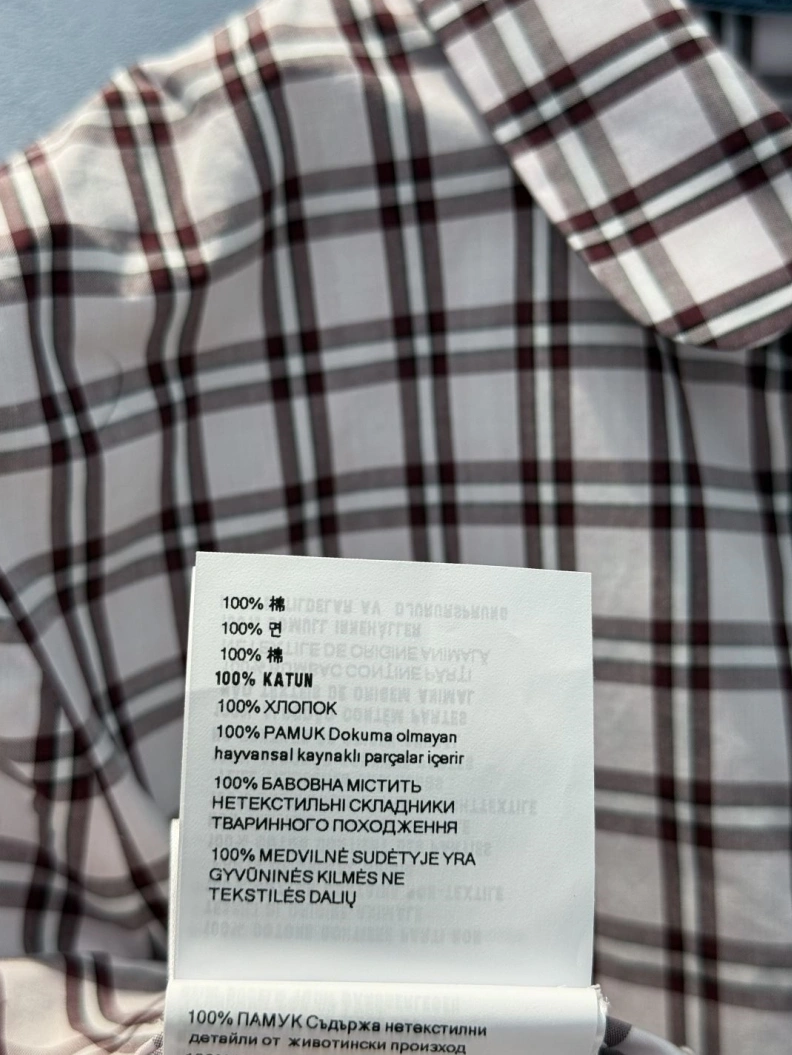 100% 棉
100% 면
100% 棉
100% KATUN
100% ХЛОПОК
100% PAMUK Dokuma olmayan
hayvansal kaynaklı parçalar içerir
100% БАВОВНА МІСТИТЬ
НЕТЕКСТИЛЬНІ СКЛАДНИКИ
ТВАРИННОГО ПОХОДЖЕННЯ
100% MEDVILNĖ SUDĖTYJE YRA
GYVŪNINĖS KILMĖS NE
TEKSTILĖS DALIŲ
100% ПАМУК Съдържа нетекстилни
детайли от животински произход